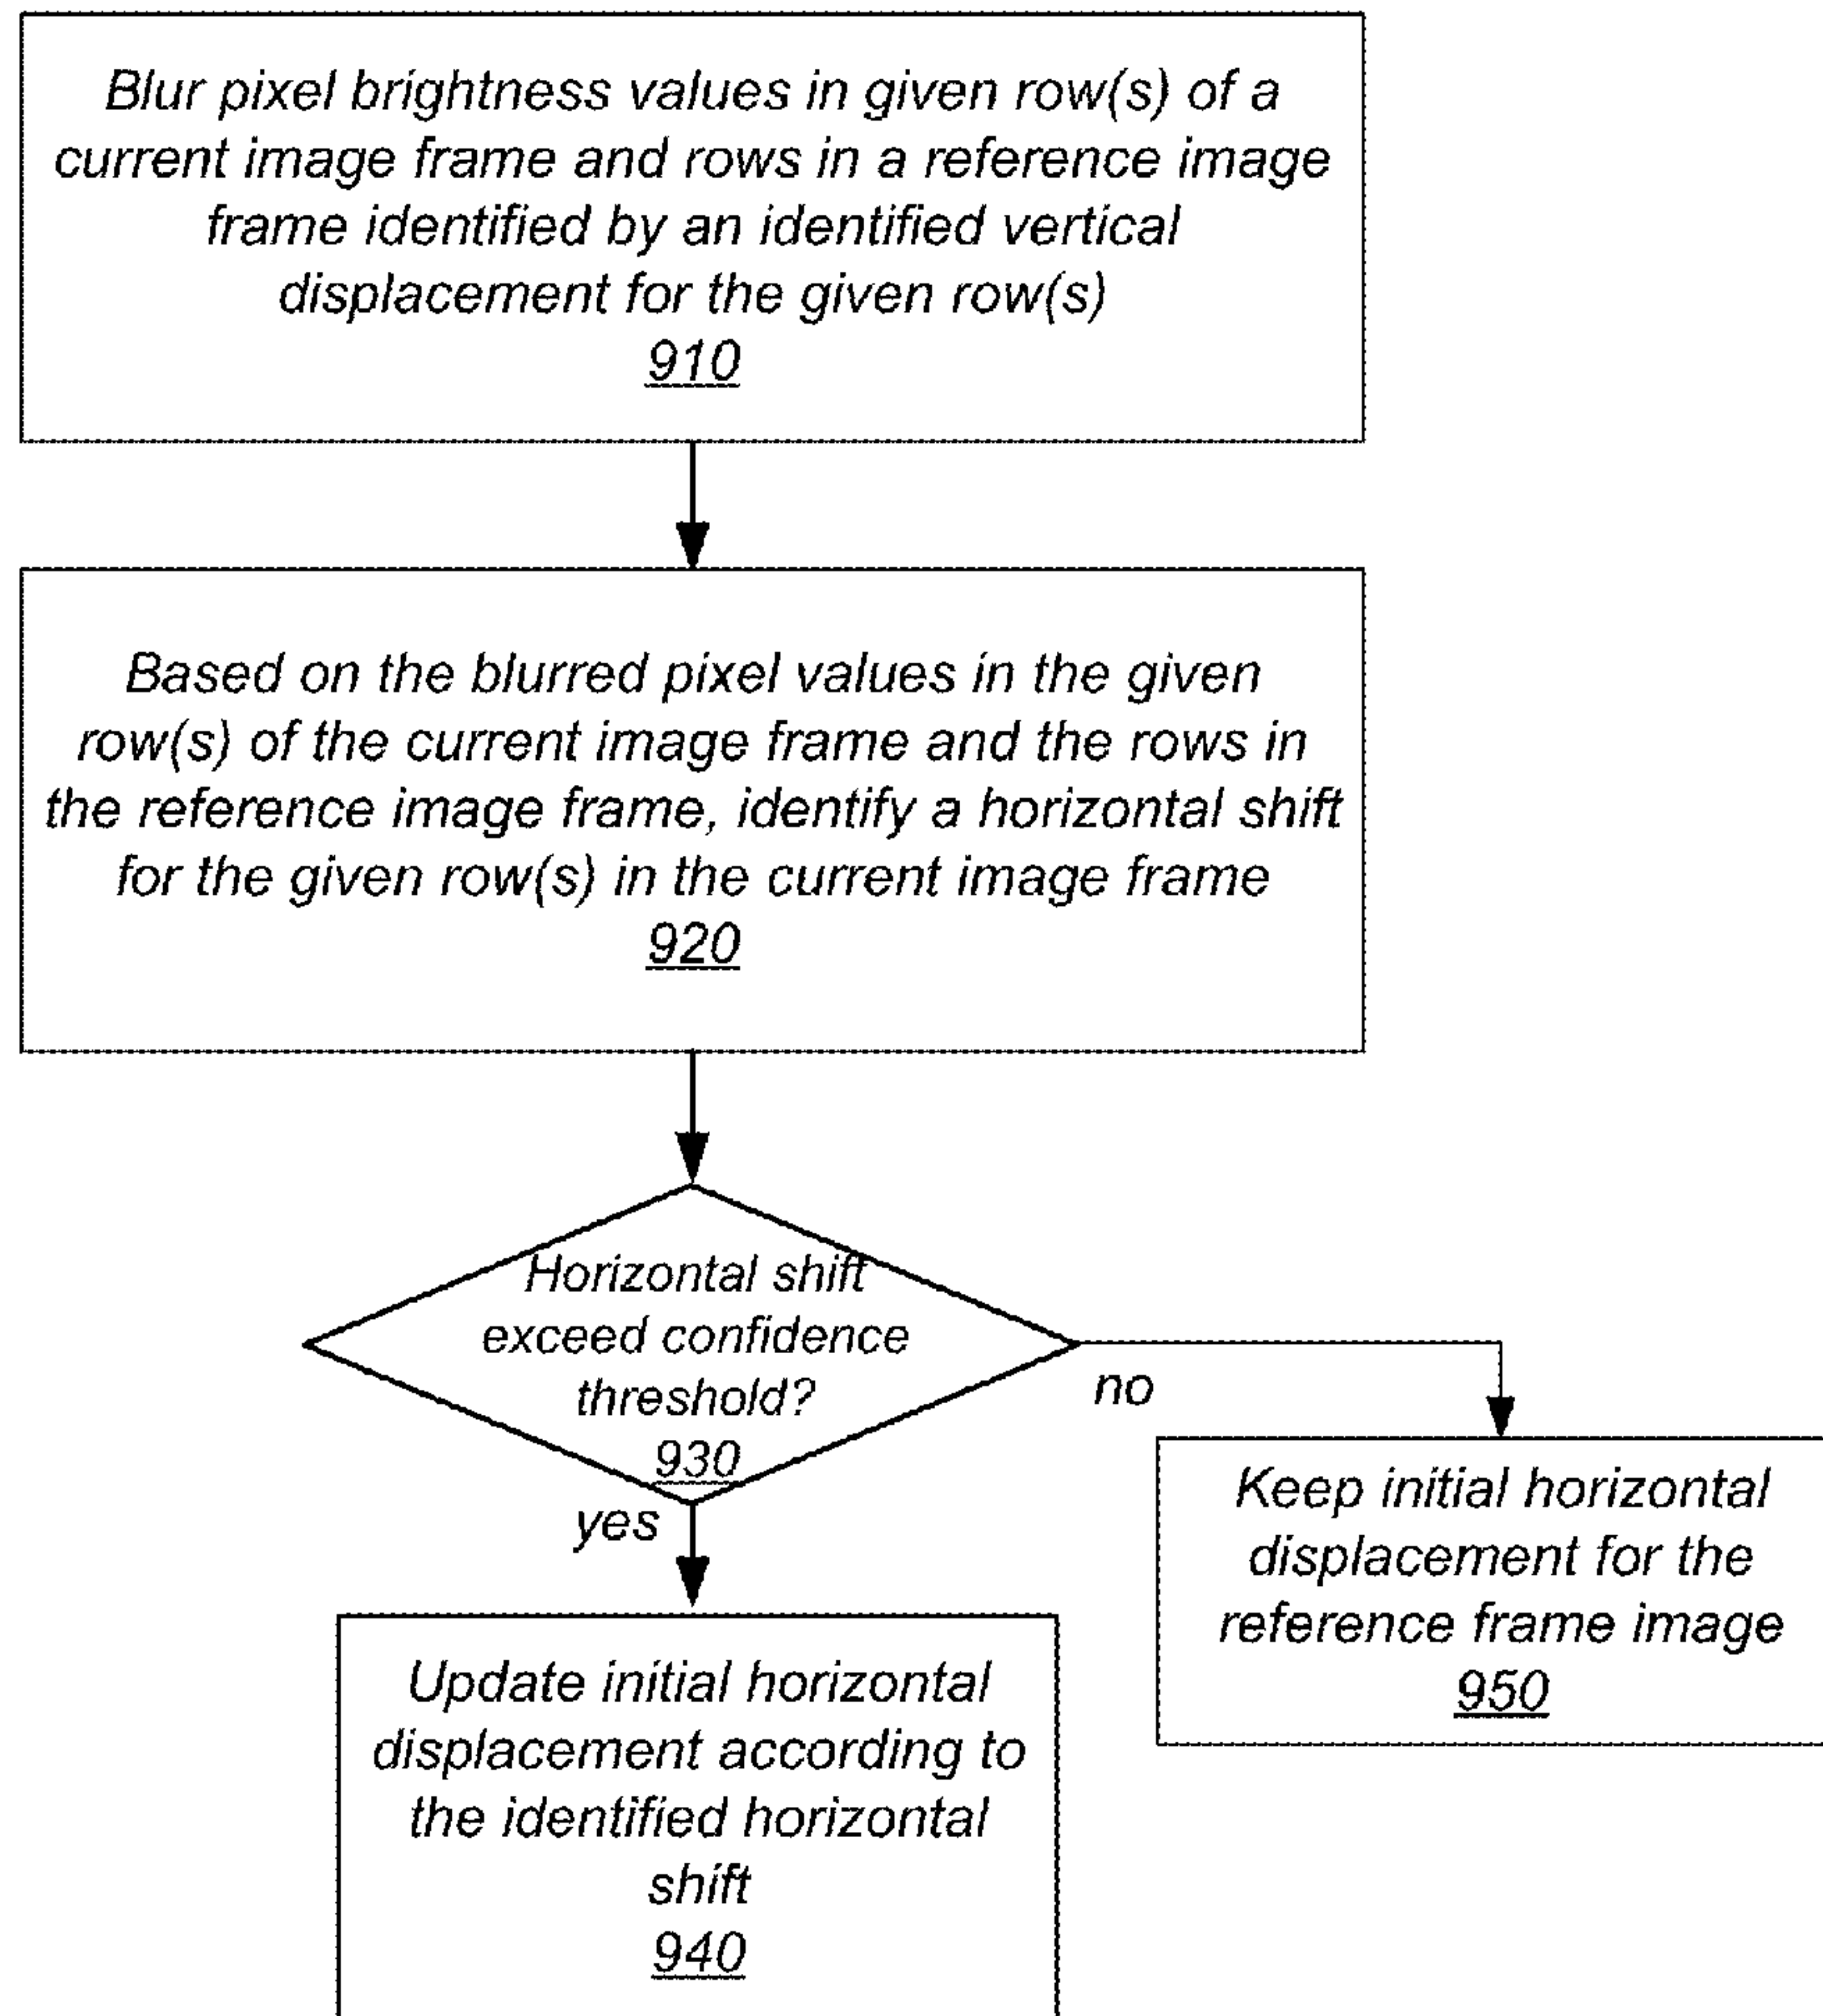 Blur pixel brightness values in given row(s) of a
current image frame and rows in a reference image
frame identified by an identified vertical
displacement for the given row(s)
910
Based on the blurred pixel values in the given
row(s) of the current image frame and the rows in
the reference image frame, identify a horizontal shift
for the given row(s) in the current image frame
920
Horizontal shift
exceed confidence
threshold?
930
no
yes
Keep initial horizontal
displacement for the
reference frame image
950
Update initial horizontal
displacement according to
the identified horizontal
shift
940